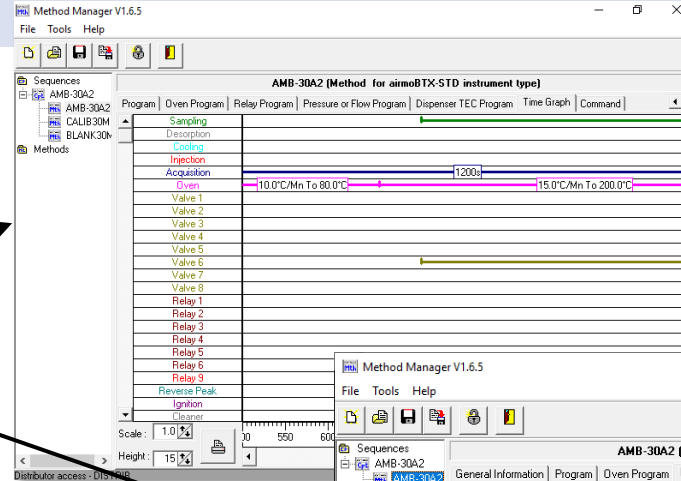 Method Manager V1.6.5
File Tools Help
Sequences
AMB-30A2
AMB-30A2
CALIB30M
BLANK30M
Methods
AMB-30A2 (Method for airmoBTX-STD instrument type)
Program Oven Program Relay Program Pressure or Flow Program Dispenser TEC Program Time Graph Command
Sampling
Desorption
Cooling
Injection
Acquisition 1200s
Oven 10.0°C/Mn To 80.0°C 15.0°C/Mn To 200.0°C
Valve 1
Valve 2
Valve 3
Valve 4
Valve 5
Valve 6
Valve 7
Valve 8
Relay 1
Relay 2
Relay 3
Relay 4
Relay 5
Relay 6
Relay 9
Reverse Peak
Ignition
Cleaner
Scale : 1.0
550 600
Height : 15
Distributor access - DISTRIB
Method Manager V1.6.5
File Tools Help
Sequences
AMB-30A2
AMB-30A2
AMB-30A2 (
General Information Program Oven Program